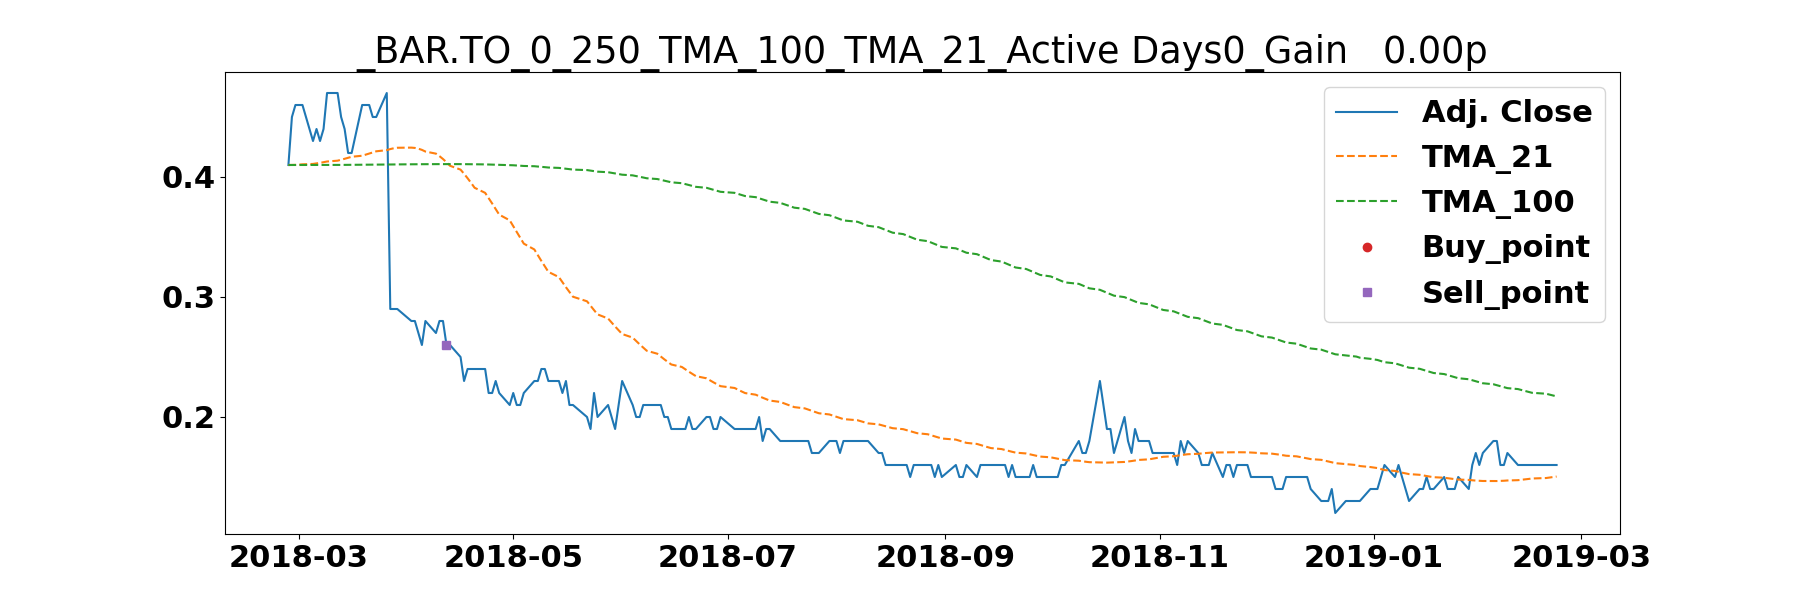 _BAR.TO_0_250_TMA_100_TMA_21_Active Days0_Gain   0.00p
Adj. Close
TMA_21
TMA_100
Buy_point
Sell_point
0.4
0.3
0.2
2018-03 2018-05 2018-07 2018-09 2018-11 2019-01 2019-03